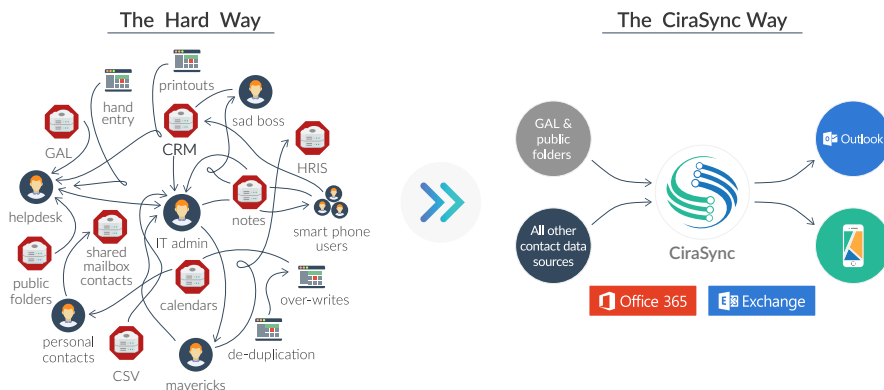 The Hard Way
printouts
hand
entry
sad boss
GAL
CRM
HRIS
helpdesk
IT admin
notes
smart phone
users
shared
mailbox
contacts
public
folders
calendars
over-writes
personal
contacts
CSV
mavericks
de-duplication
The CiraSync Way
GAL &
public
folders
Outlook
All other
contact data
sources
CiraSync
Office 365
Exchange